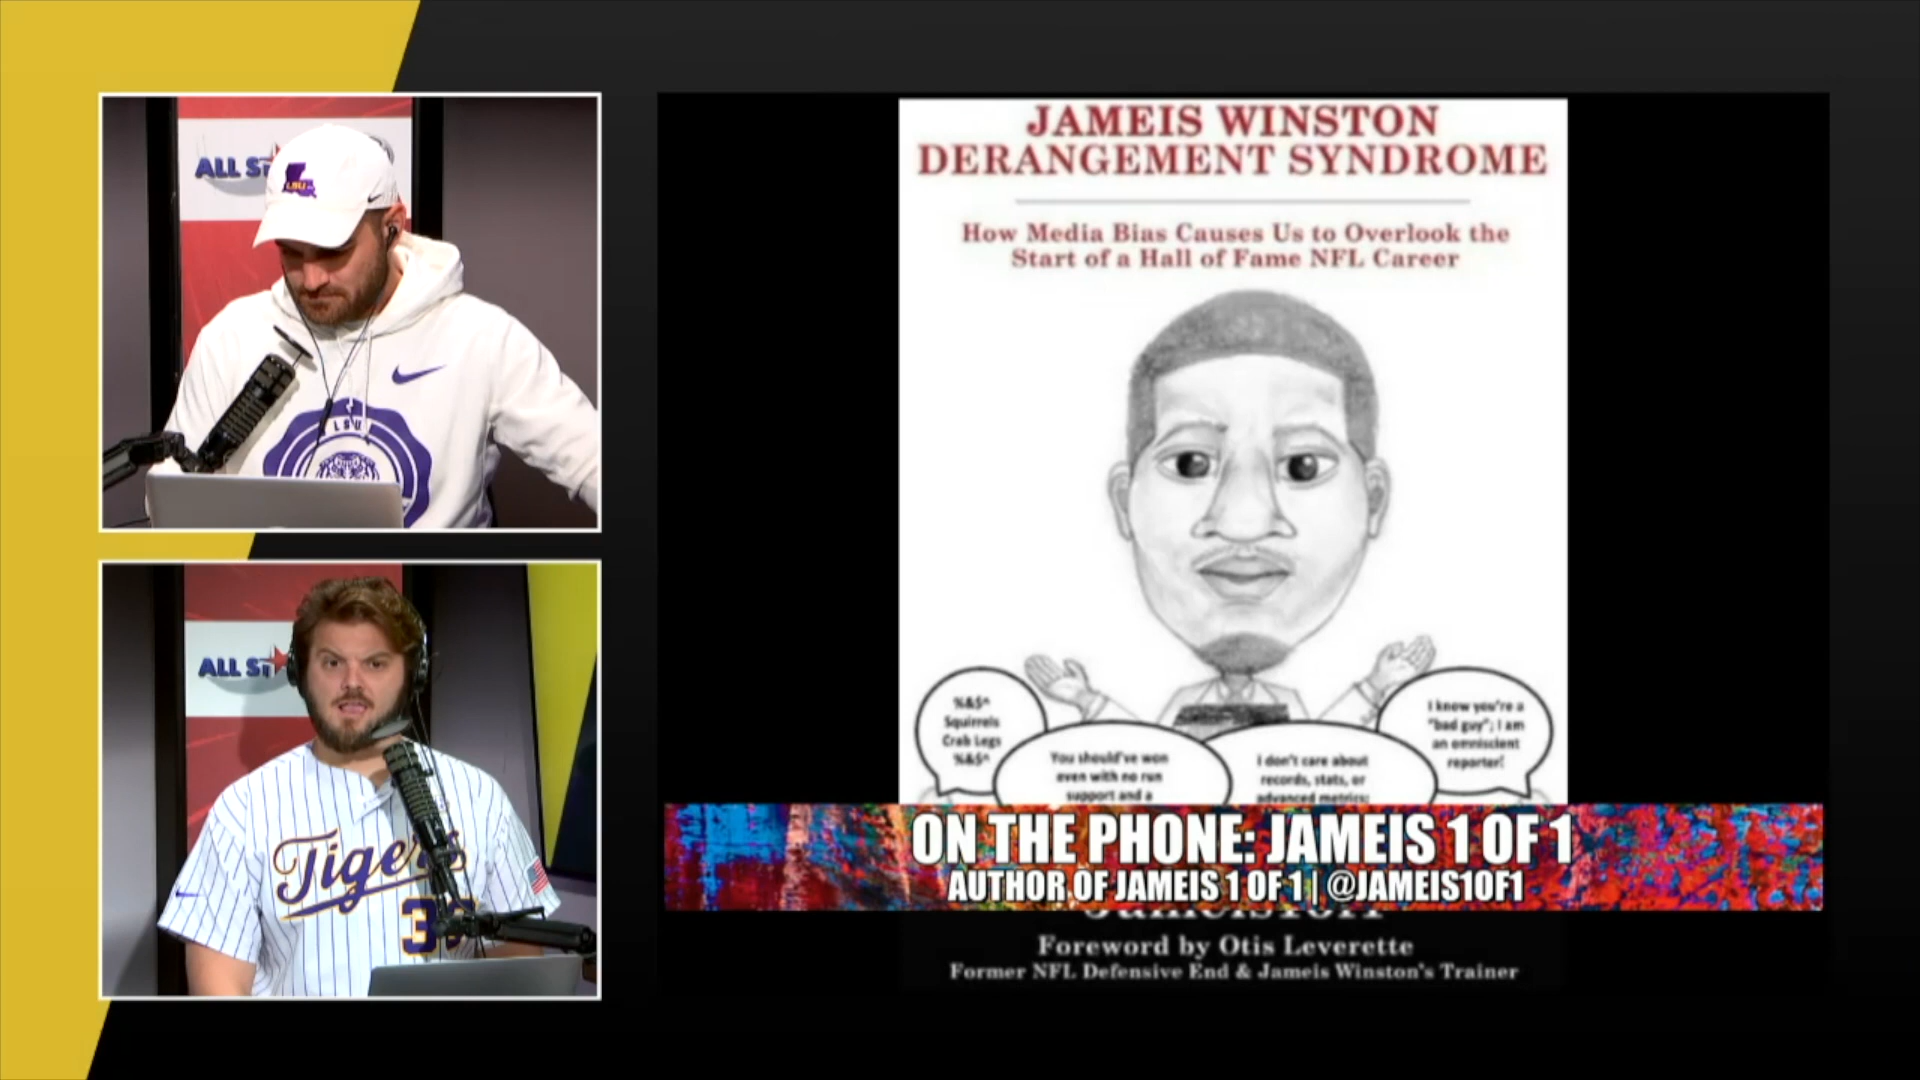 ALL ST
LSU
LSU
ALL ST
Tigers
3
JAMEIS WINSTON
DERANGEMENT SYNDROME
How Media Bias Causes Us to Overlook the
Start of a Hall of Fame NFL Career
%&$^
Squirrels
Crab Legs
%&$^
You should've won
even with no run
support and a
I don't care about
records, stats, or
advanced metrics;
I know you're a
"bad guy"; I am
an omniscient
reporter!
ON THE PHONE: JAMEIS 1 OF 1
AUTHOR OF JAMEIS 1 OF 1 | @JAMEIS1OF1
Jameis1of1
Foreword by Otis Leverette
Former NFL Defensive End & Jameis Winston's Trainer